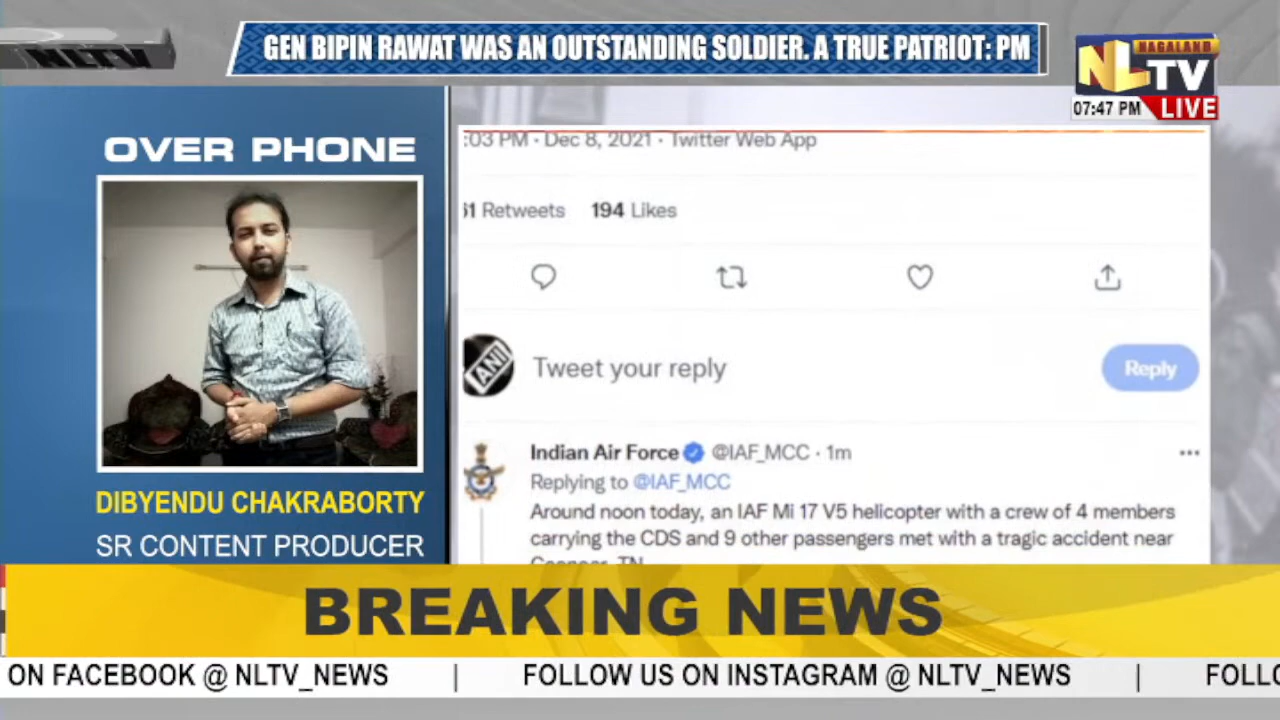 NLTV
GEN BIPIN RAWAT WAS AN OUTSTANDING SOLDIER. A TRUE PATRIOT: PM
NAGALAND
NLTV
07:47 PM LIVE
OVER PHONE
DIBYENDU CHAKRABORTY
SR CONTENT PRODUCER
:03 PM · Dec 8, 2021 · Twitter Web App
Retweets 194 Likes
ANI
Tweet your reply
Reply
Indian Air Force @IAF_MCC · 1m
Replying to @IAF_MCC
Around noon today, an IAF Mi 17 V5 helicopter with a crew of 4 members
carrying the CDS and 9 other passengers met with a tragic accident near
BREAKING NEWS
ON FACEBOOK @ NLTV_NEWS | FOLLOW US ON INSTAGRAM @ NLTV_NEWS |